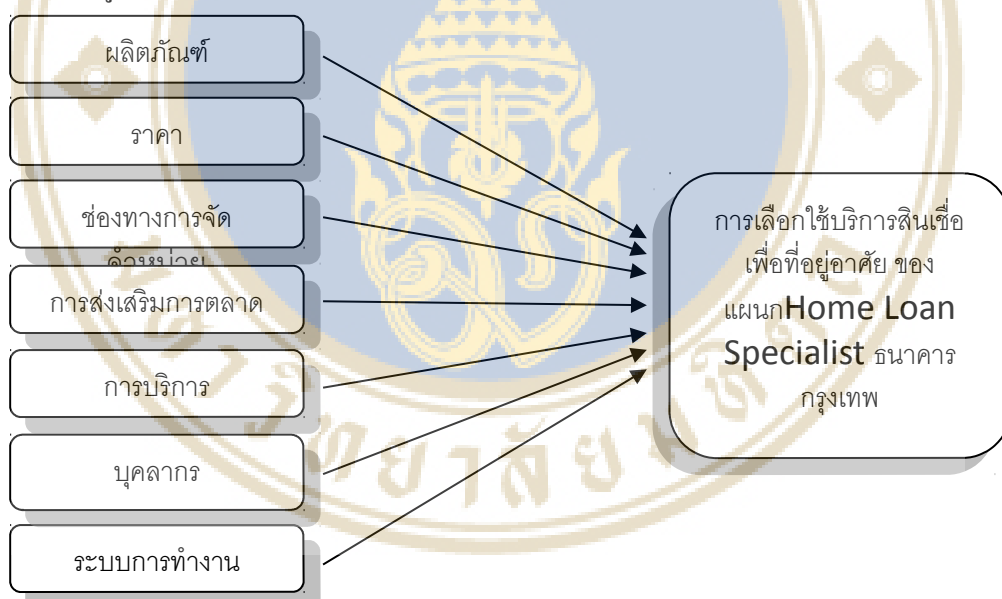 ผลิตภัณฑ์
ราคา
ช่องทางการจัด
จำหน่าย
การส่งเสริมการตลาด
การบริการ
บุคลากร
ระบบการทำงาน
การเลือกใช้บริการสินเชื่อ
เพื่อที่อยู่อาศัย ของ
แผนกHome Loan
Specialist ธนาคาร
กรุงเทพ